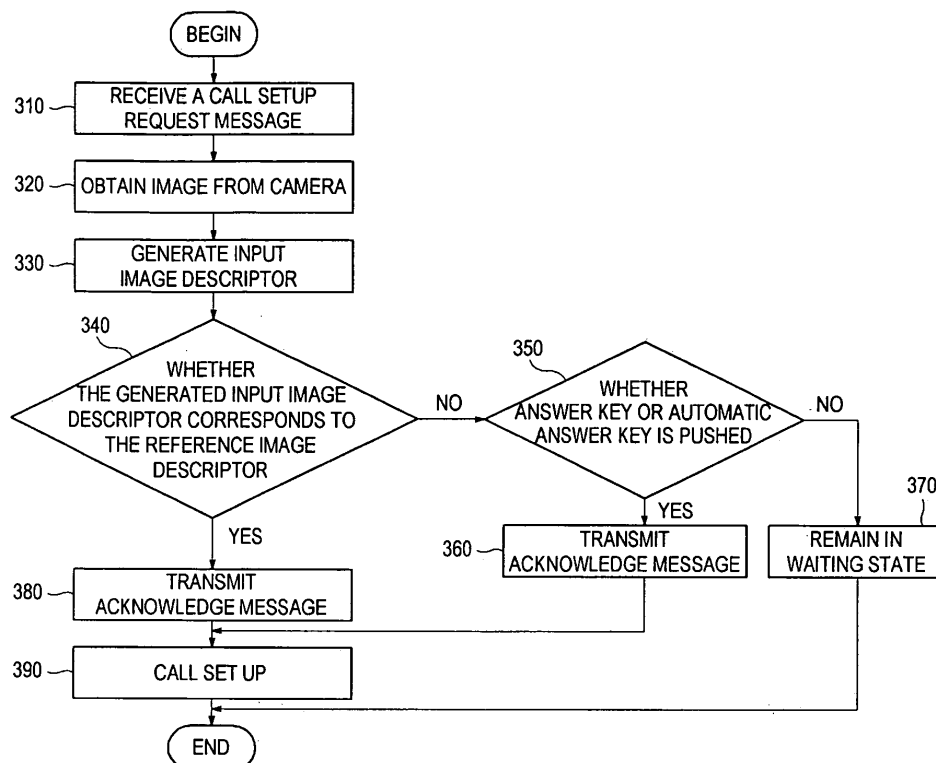 BEGIN
310
RECEIVE A CALL SETUP
REQUEST MESSAGE
320
OBTAIN IMAGE FROM CAMERA
330
GENERATE INPUT
IMAGE DESCRIPTOR
340
WHETHER
THE GENERATED INPUT IMAGE
DESCRIPTOR CORRESPONDS TO
THE REFERENCE IMAGE
DESCRIPTOR
NO
350
WHETHER
ANSWER KEY OR AUTOMATIC
ANSWER KEY IS PUSHED
NO
YES
YES
360
TRANSMIT
ACKNOWLEDGE MESSAGE
370
REMAIN IN
WAITING STATE
380
TRANSMIT
ACKNOWLEDGE MESSAGE
390
CALL SET UP
END